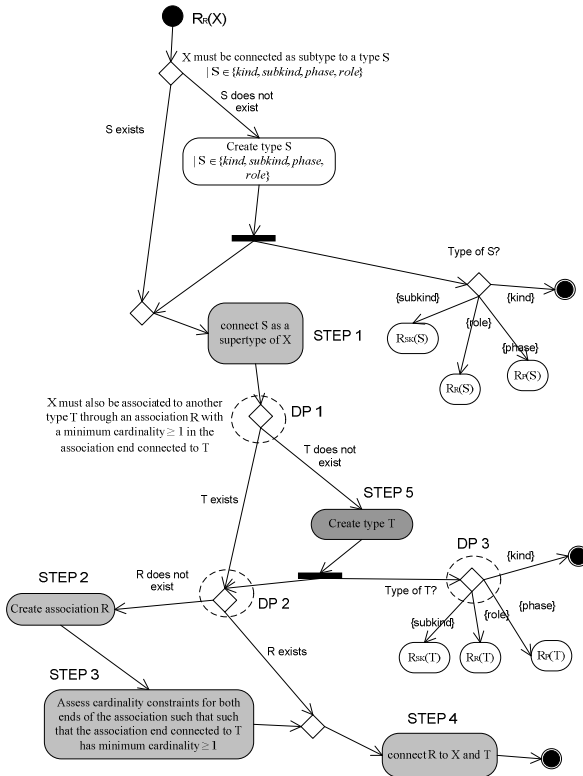 RR(X)
X must be connected as subtype to a type S
| S ∈ {kind, subkind, phase, role}
S does not
exist
S exists
Create type S
| S ∈ {kind, subkind, phase,
role}
Type of S?
{subkind}
{kind}
{role}
{phase}
RSK(S)
RR(S)
RP(S)
connect S as a
supertype of X
STEP 1
X must also be associated to another
type T through an association R with
a minimum cardinality ≥ 1 in the
association end connected to T
DP 1
T does not
exist
T exists
STEP 5
Create type T
DP 3
{kind}
STEP 2
R does not
exist
DP 2
Type of T?
{phase}
{role}
{subkind}
Create association R
RSK(T)
RR(T)
RP(T)
R exists
STEP 3
Assess cardinality constraints for both
ends of the association such that such
that the association end connected to T
has minimum cardinality ≥ 1
STEP 4
connect R to X and T